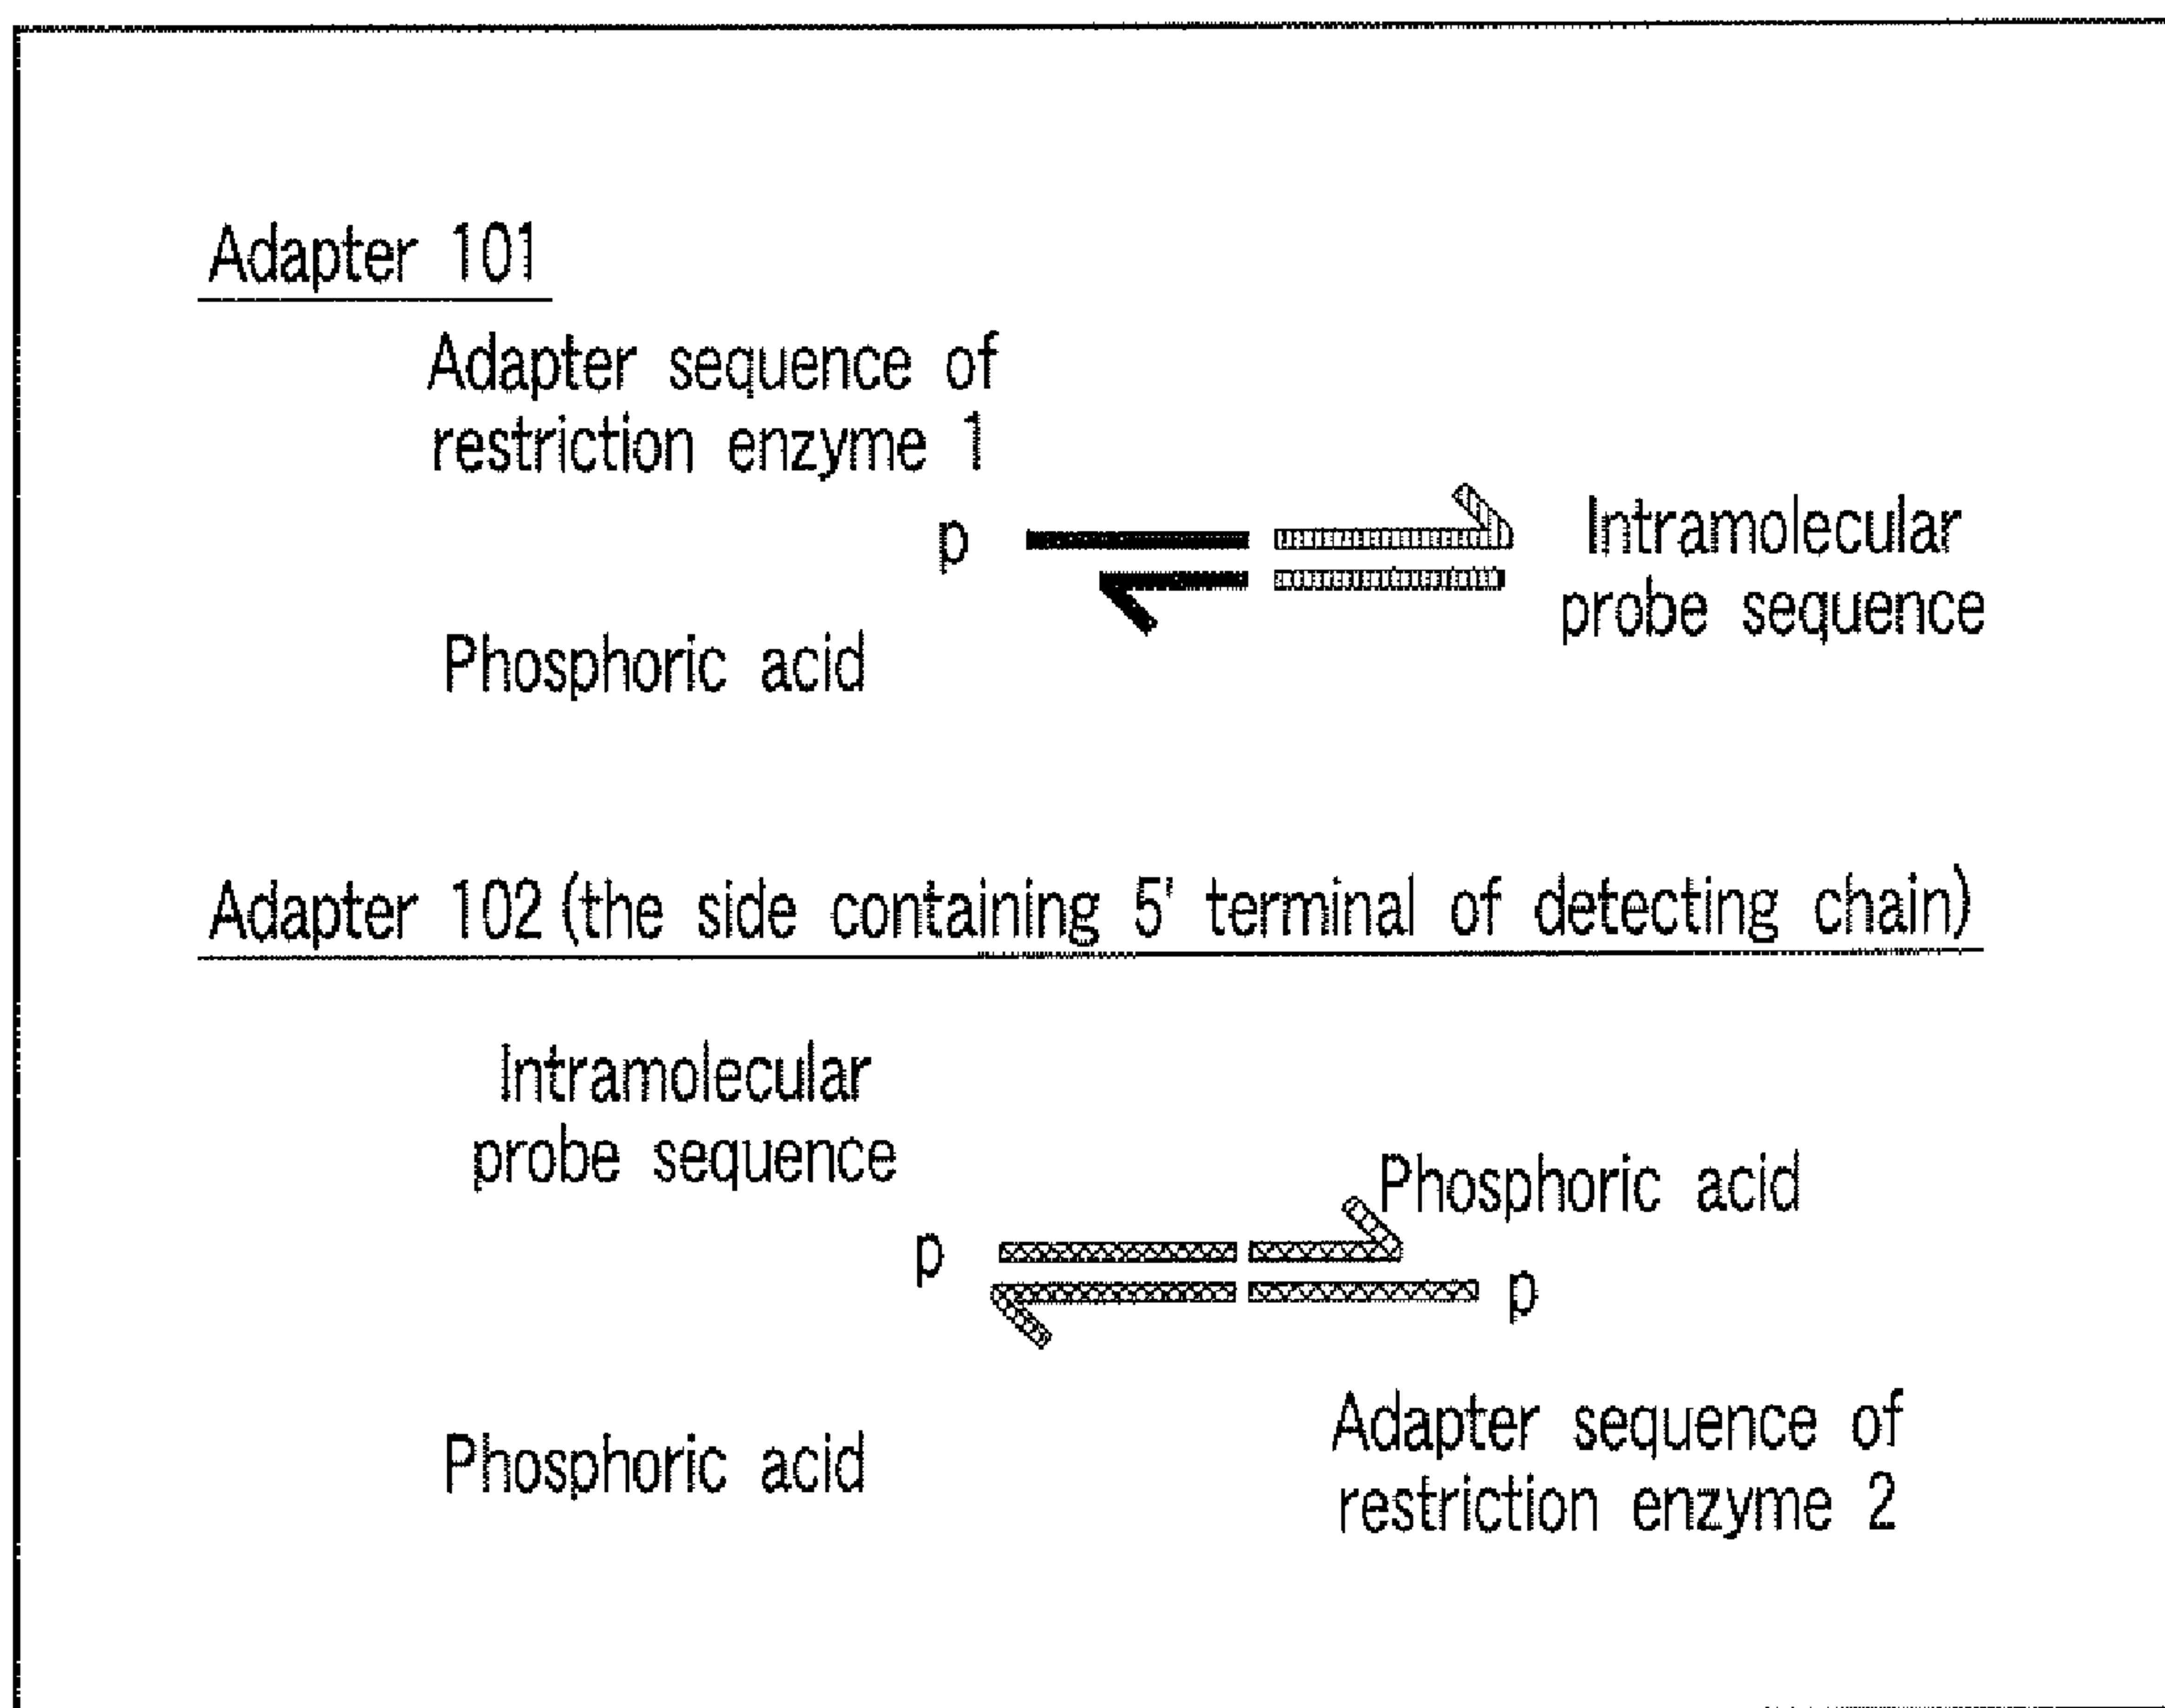 Adapter 101
Adapter sequence of
restriction enzyme 1
p
Intramolecular
probe sequence
Phosphoric acid
Adapter 102 (the side containing 5' terminal of detecting chain)
Intramolecular
probe sequence
Phosphoric acid
p
p
Phosphoric acid
Adapter sequence of
restriction enzyme 2